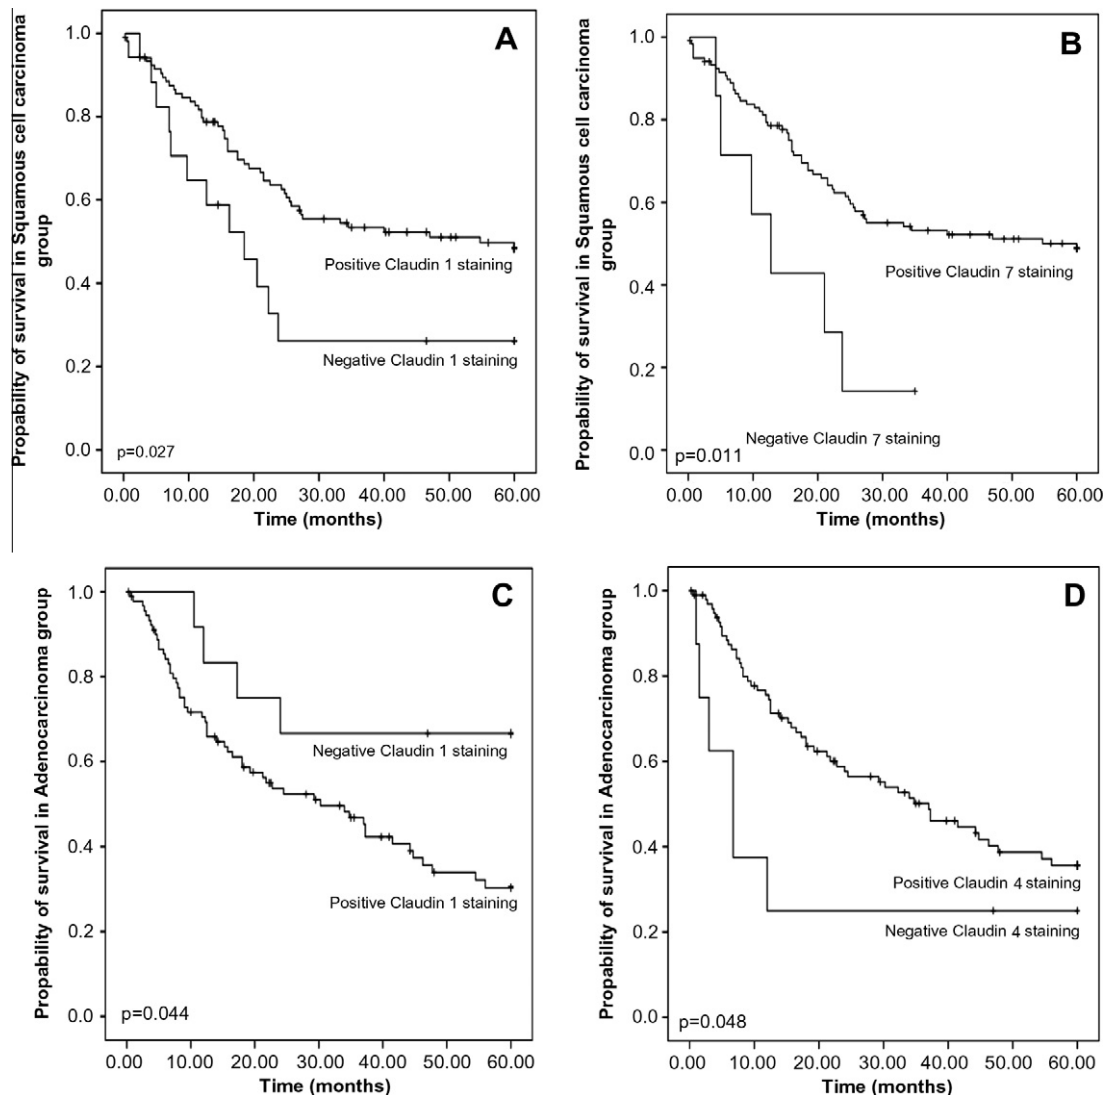 A
Propability of survival in Squamous cell carcinoma
group
1.0
0.8
0.6
0.4
0.2
0.0
Positive Claudin 1 staining
Negative Claudin 1 staining
p=0.027
0.00 10.00 20.00 30.00 40.00 50.00 60.00
Time (months)
B
Propability of survival in Squamous cell carcinoma
group
1.0
0.8
0.6
0.4
0.2
0.0
Positive Claudin 7 staining
Negative Claudin 7 staining
p=0.011
0.00 10.00 20.00 30.00 40.00 50.00 60.00
Time (months)
C
Propability of survival in Adenocarcinoma group
1.0
0.8
0.6
0.4
0.2
0.0
Negative Claudin 1 staining
Positive Claudin 1 staining
p=0.044
0.00 10.00 20.00 30.00 40.00 50.00 60.00
Time (months)
D
Propability of survival in Adenocarcinoma group
1.0
0.8
0.6
0.4
0.2
0.0
Positive Claudin 4 staining
Negative Claudin 4 staining
p=0.048
0.00 10.00 20.00 30.00 40.00 50.00 60.00
Time (months)